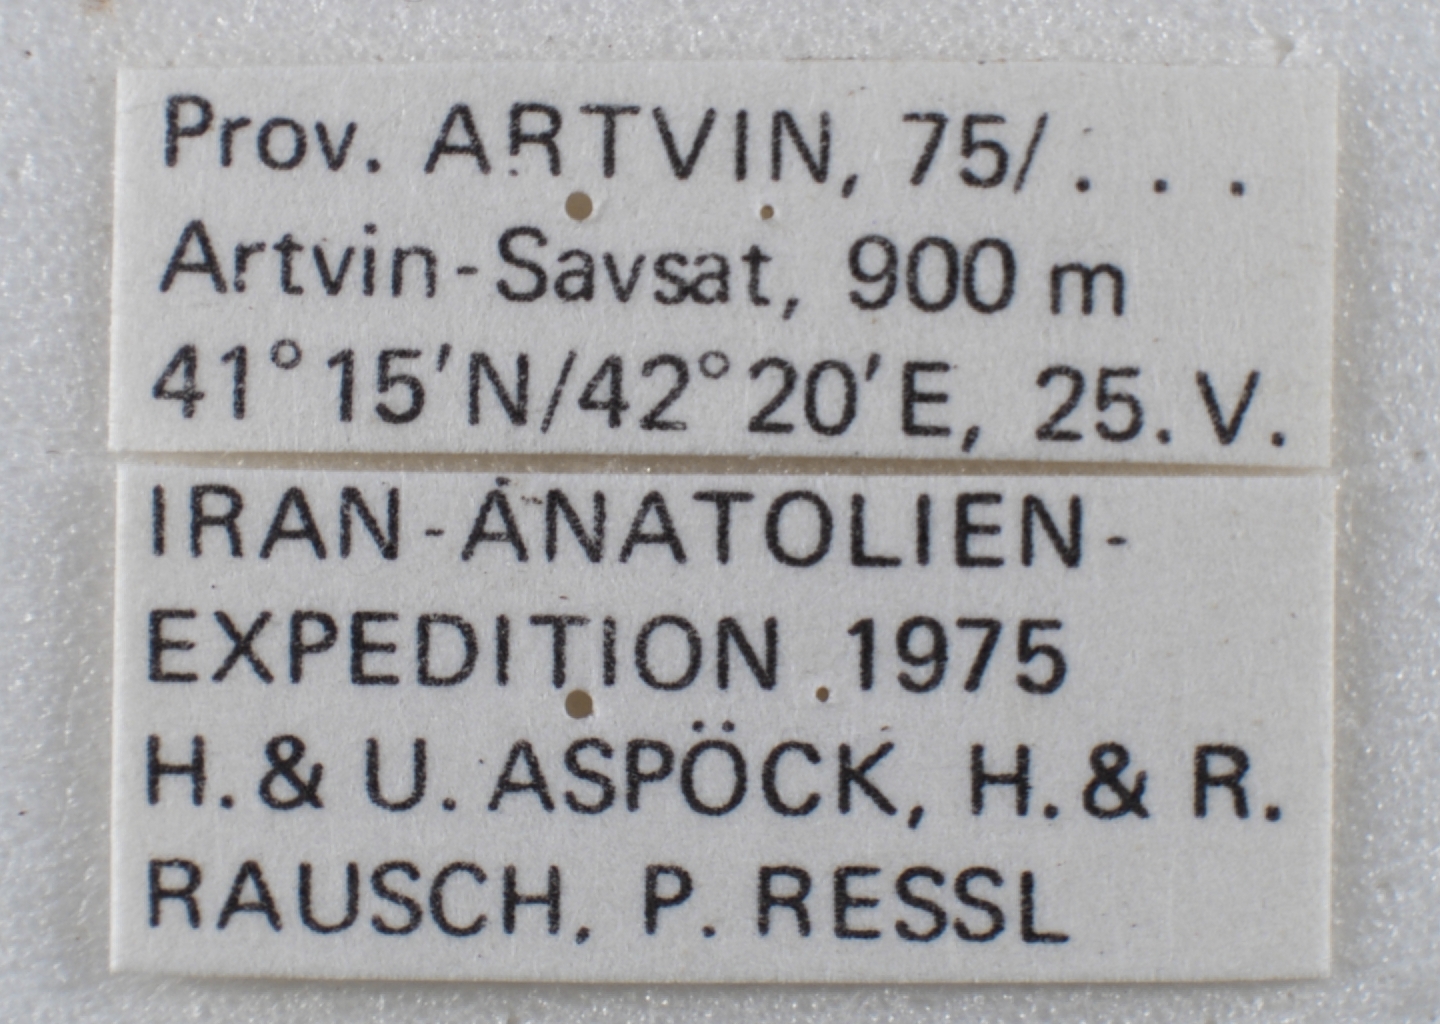 Prov. ARTVIN, 75/. . .
Artvin-Savsat, 900 m
41°15'N/42°20'E, 25. V.
IRAN-ANATOLIEN-
EXPEDITION 1975
H. & U. ASPÖCK, H. & R.
RAUSCH, P. RESSL